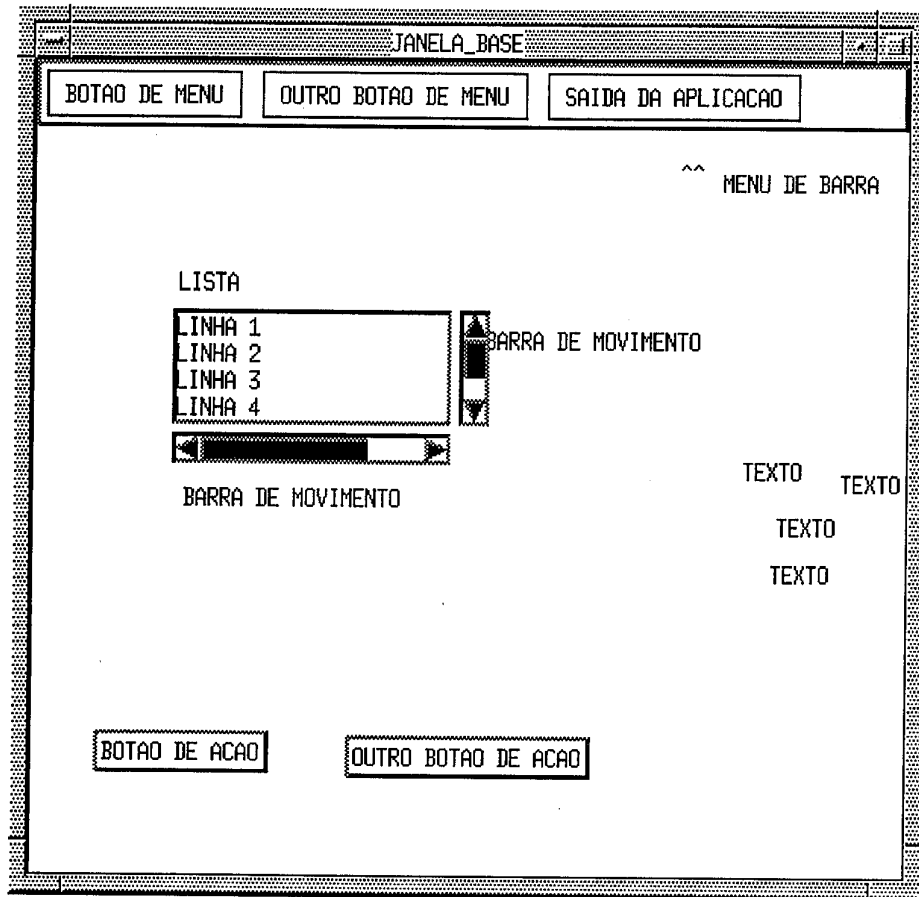 JANELA_BASE
BOTAO DE MENU
OUTRO BOTAO DE MENU
SAIDA DA APLICACAO
^^ MENU DE BARRA
LISTA
LINHA 1
LINHA 2
LINHA 3
LINHA 4
BARRA DE MOVIMENTO
BARRA DE MOVIMENTO
TEXTO
TEXTO
TEXTO
TEXTO
BOTAO DE ACAO
OUTRO BOTAO DE ACAO